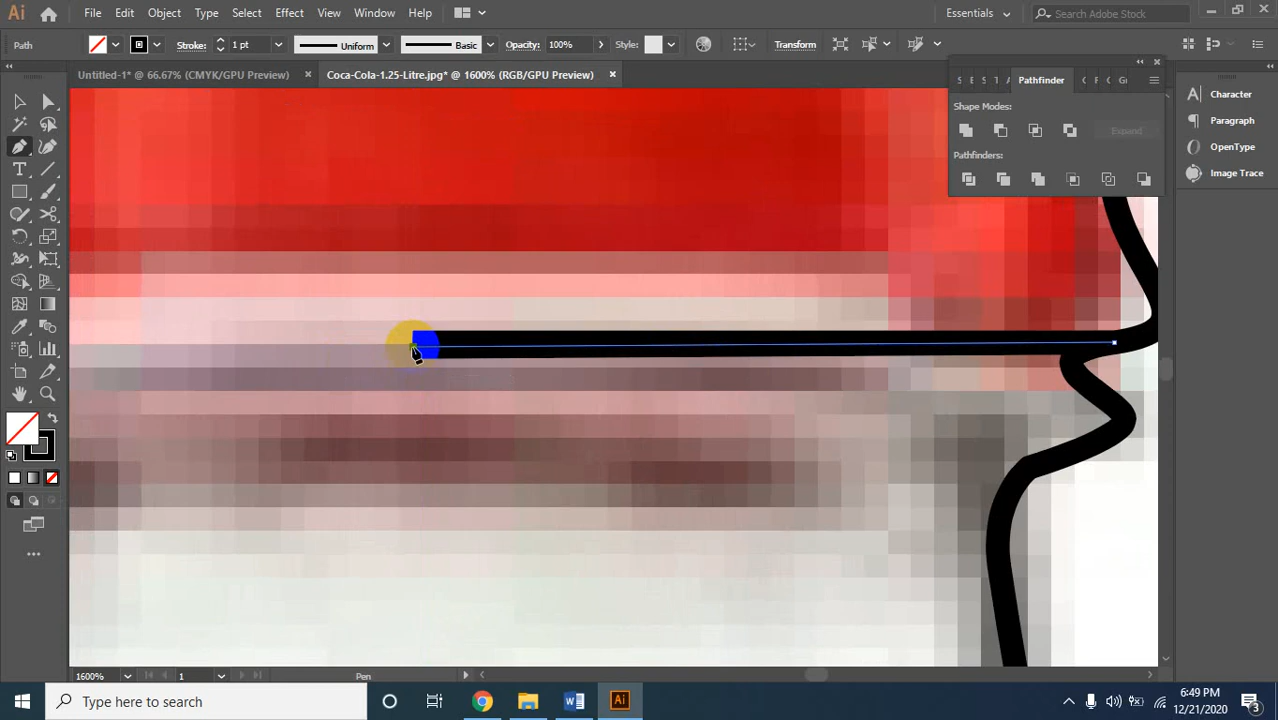 Ai File Edit Object Type Select Effect View Window Help Essentials Search Adobe Stock
Path Stroke: 1 pt Uniform Basic Opacity: 100% Style: Transform
Untitled-1* @ 66.67% (CMYK/GPU Preview) Coca-Cola-1.25-Litre.jpg* @ 1600% (RGB/GPU Preview)
Pathfinder
Shape Modes:
Expand
Pathfinders:
Character
Paragraph
OpenType
Image Trace
1600% 1 Pen
Type here to search
Ai
6:49 PM
12/21/2020
3